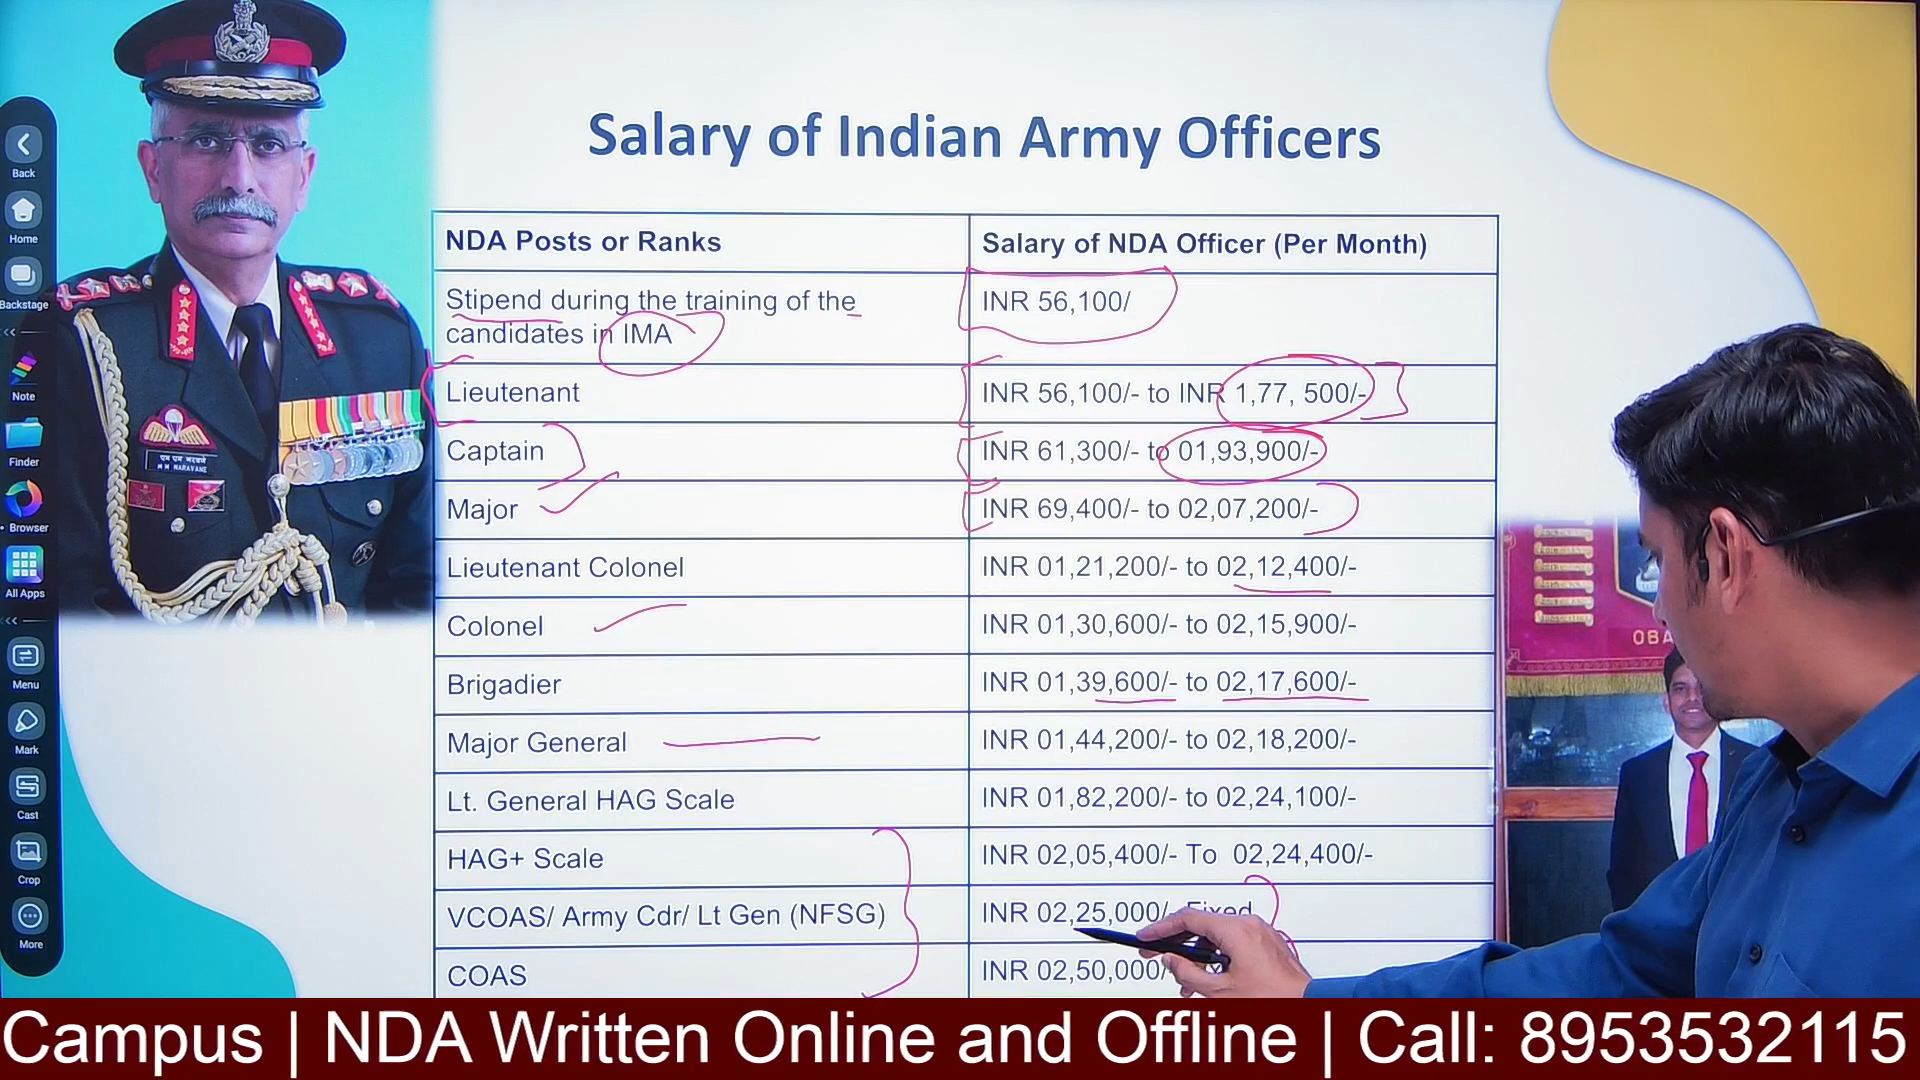 Salary of Indian Army Officers
NDA Posts or Ranks
Salary of NDA Officer (Per Month)
Stipend during the training of the
candidates in IMA
INR 56,100/
Lieutenant
INR 56,100/- to INR 1,77, 500/-
Captain
INR 61,300/- to 01,93,900/-
Major
INR 69,400/- to 02,07,200/-
Lieutenant Colonel
INR 01,21,200/- to 02,12,400/-
Colonel
INR 01,30,600/- to 02,15,900/-
Brigadier
INR 01,39,600/- to 02,17,600/-
Major General
INR 01,44,200/- to 02,18,200/-
Lt. General HAG Scale
INR 01,82,200/- to 02,24,100/-
HAG+ Scale
INR 02,05,400/- To 02,24,400/-
VCOAS/ Army Cdr/ Lt Gen (NFSG)
INR 02,25,000/- Fixed
COAS
INR 02,50,000/
Back
Home
Backstage
Note
Finder
Browser
All Apps
Menu
Mark
Cast
Crop
More
एम एम नरवणे
M M NARAVANE
OBA
Campus | NDA Written Online and Offline | Call: 8953532115